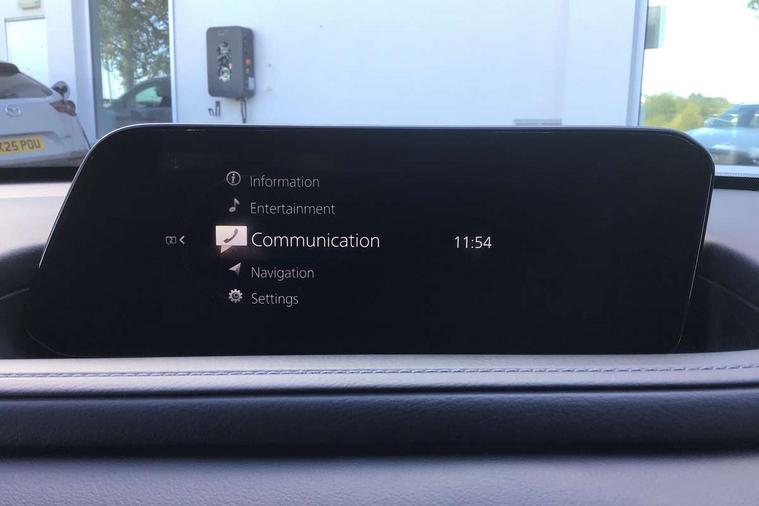 Information
Entertainment
Communication
11:54
Navigation
Settings